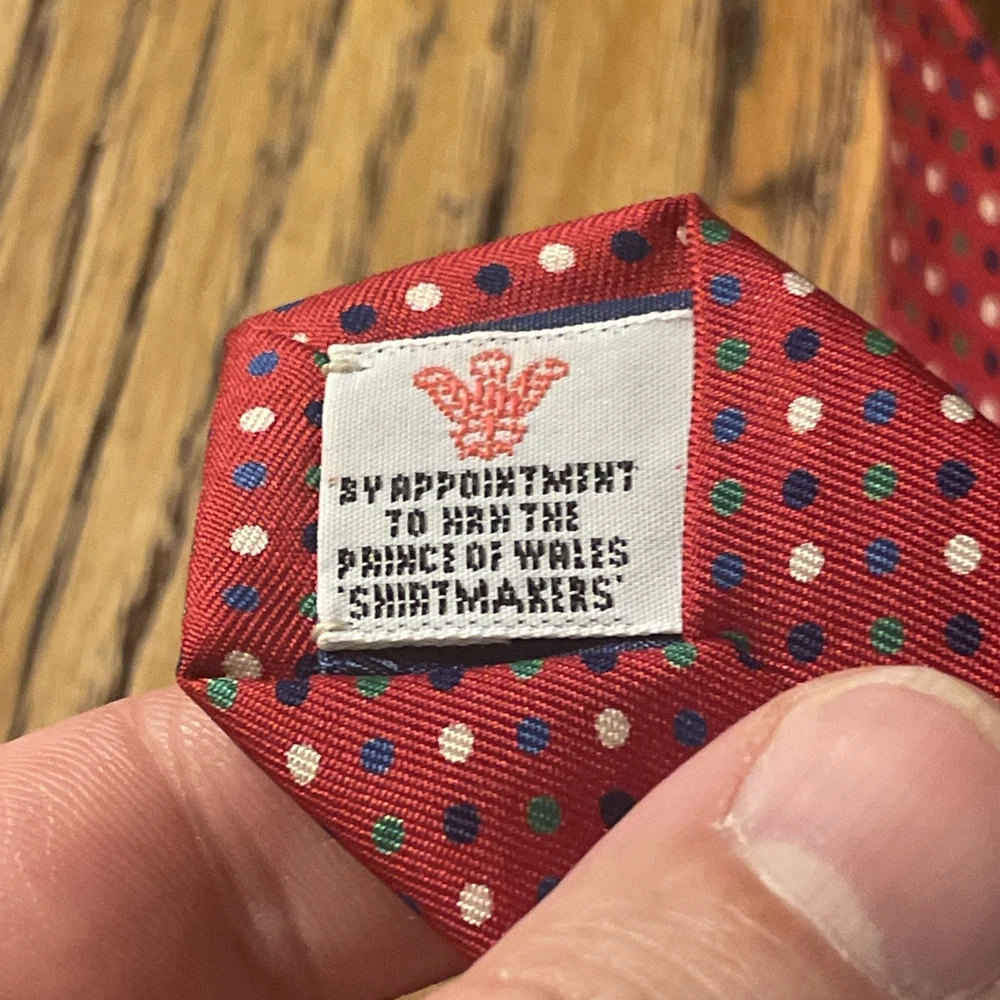 BY APPOINTMENT
TO HRH THE
PRINCE OF WALES
'SHIRTMAKERS'